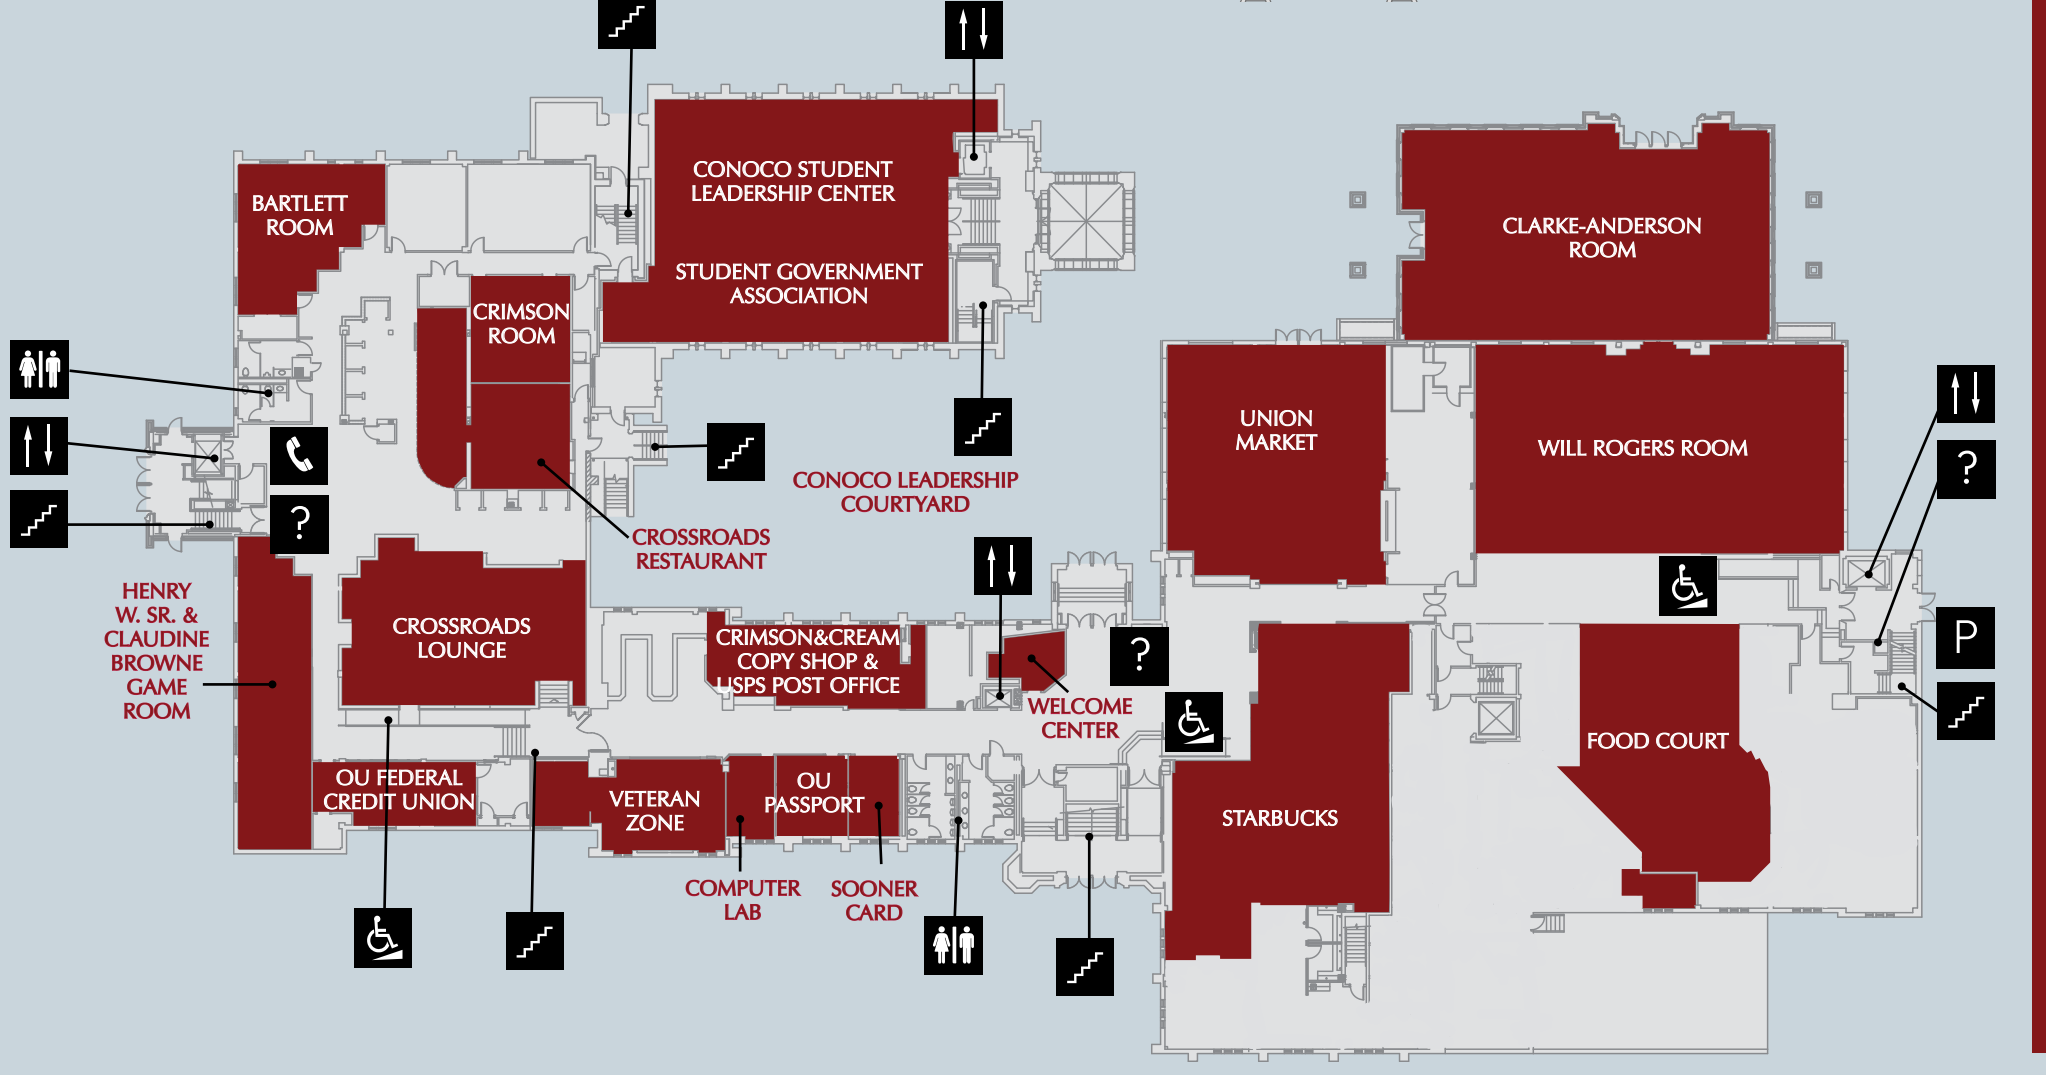 CONOCO STUDENT
LEADERSHIP CENTER
STUDENT GOVERNMENT
ASSOCIATION
BARTLETT
ROOM
CRIMSON
ROOM
CLARKE-ANDERSON
ROOM
UNION
MARKET
WILL ROGERS ROOM
?
?
CONOCO LEADERSHIP
COURTYARD
CROSSROADS
RESTAURANT
HENRY
W. SR. &
CLAUDINE
BROWNE
GAME
ROOM
CROSSROADS
LOUNGE
CRIMSON&CREAM
COPY SHOP &
USPS POST OFFICE
?
P
WELCOME
CENTER
FOOD COURT
OU FEDERAL
CREDIT UNION
VETERAN
ZONE
OU
PASSPORT
STARBUCKS
COMPUTER
LAB
SOONER
CARD